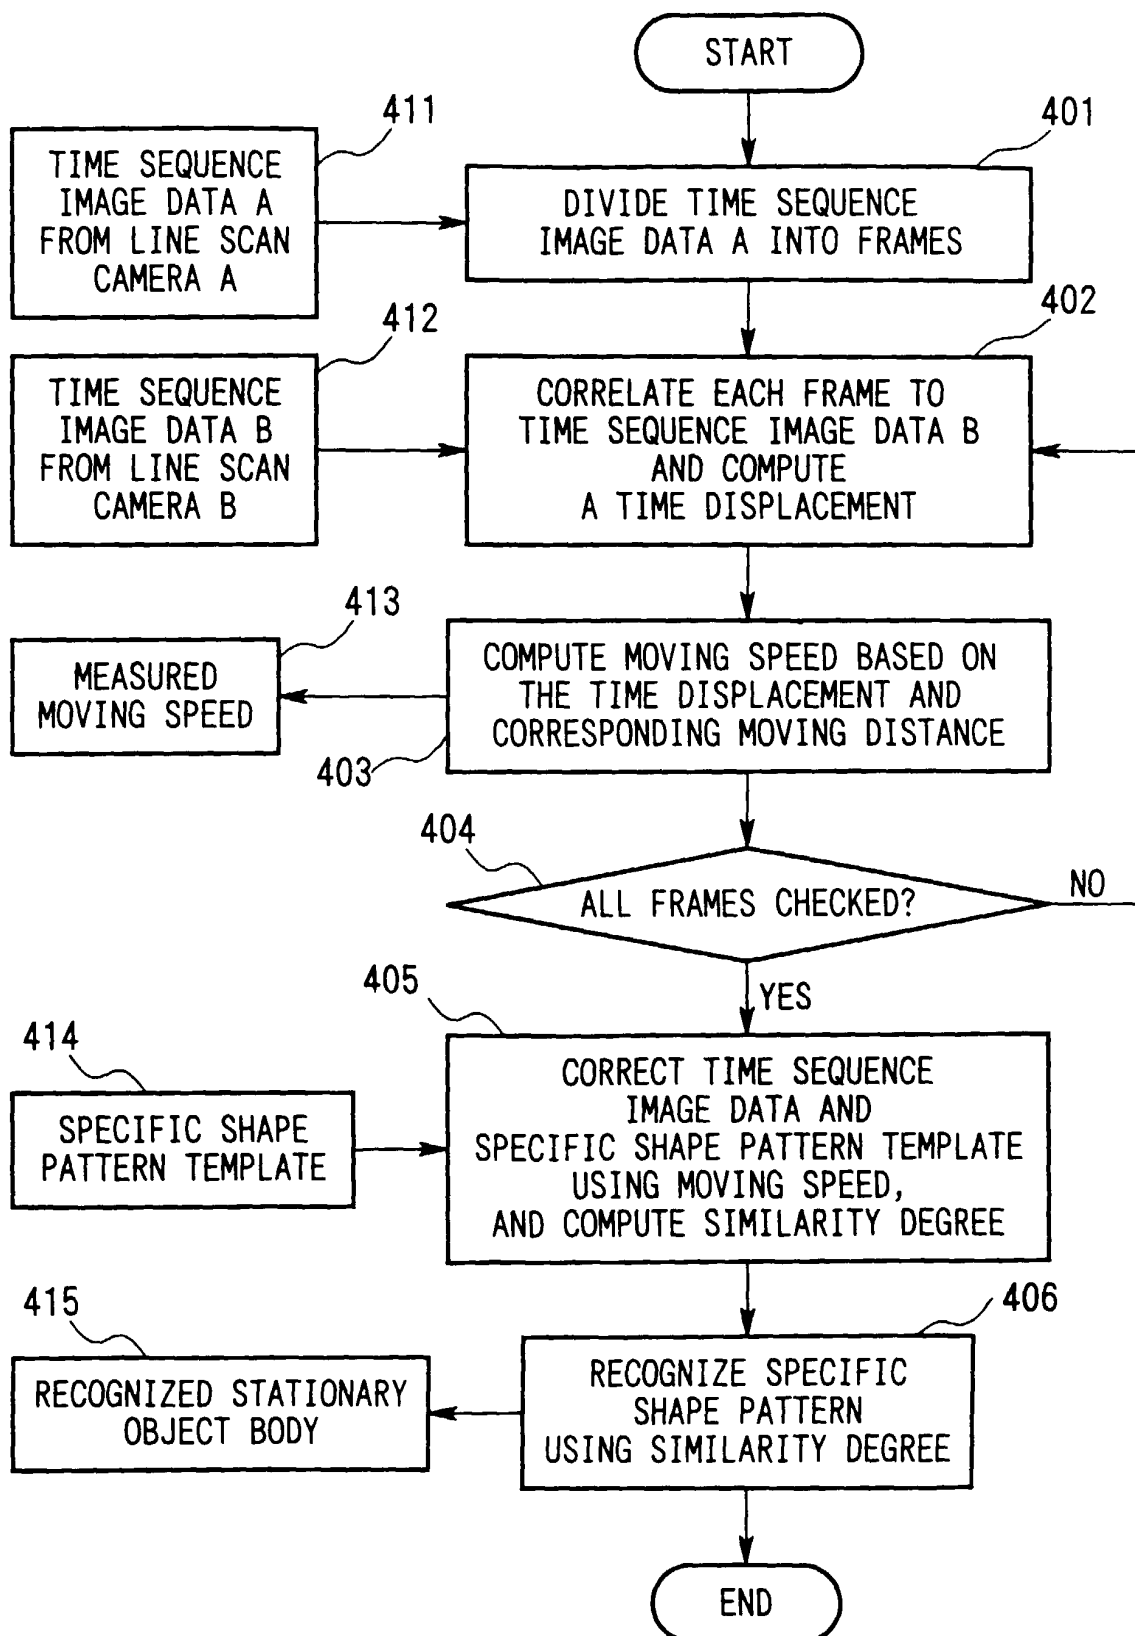 START
411
TIME SEQUENCE
IMAGE DATA A
FROM LINE SCAN
CAMERA A
401
DIVIDE TIME SEQUENCE
IMAGE DATA A INTO FRAMES
412
TIME SEQUENCE
IMAGE DATA B
FROM LINE SCAN
CAMERA B
402
CORRELATE EACH FRAME TO
TIME SEQUENCE IMAGE DATA B
AND COMPUTE
A TIME DISPLACEMENT
413
MEASURED
MOVING SPEED
COMPUTE MOVING SPEED BASED ON
THE TIME DISPLACEMENT AND
CORRESPONDING MOVING DISTANCE
403
404
ALL FRAMES CHECKED?
NO
YES
405
414
SPECIFIC SHAPE
PATTERN TEMPLATE
CORRECT TIME SEQUENCE
IMAGE DATA AND
SPECIFIC SHAPE PATTERN TEMPLATE
USING MOVING SPEED,
AND COMPUTE SIMILARITY DEGREE
415
RECOGNIZED STATIONARY
OBJECT BODY
406
RECOGNIZE SPECIFIC
SHAPE PATTERN
USING SIMILARITY DEGREE
END